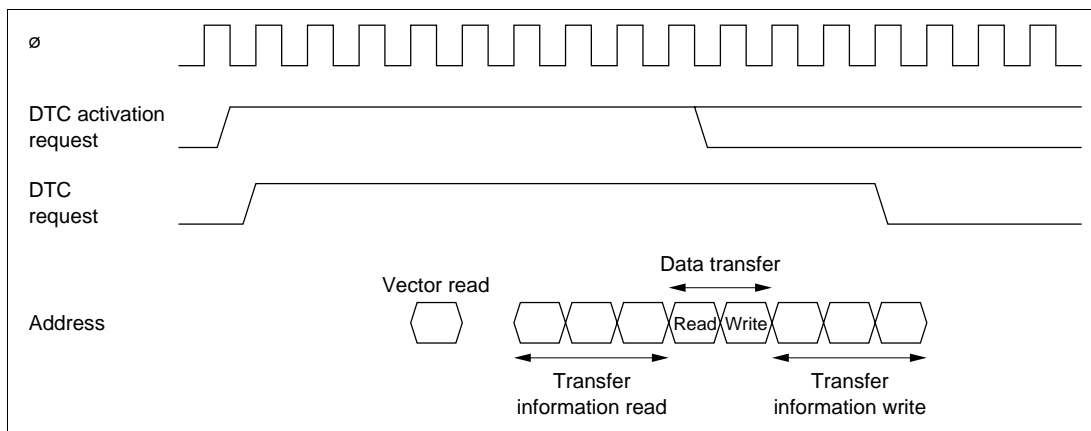 ø
DTC activation
request
DTC
request
Data transfer
Vector read
Address
Read Write
Transfer
information read
Transfer
information write